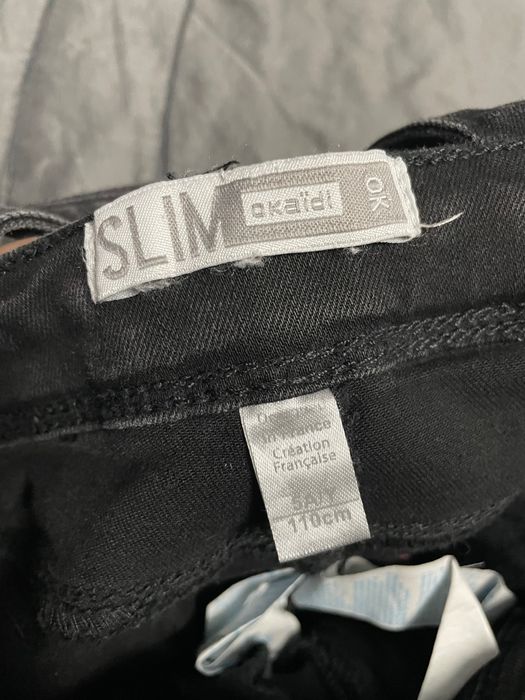 SLIM
okaïdi
OK
in France
Création
Française
5A/Y
110cm